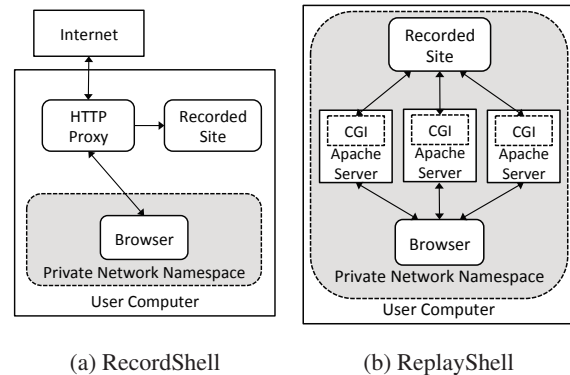 Internet
HTTP
Proxy
Recorded
Site
Browser
Private Network Namespace
User Computer
(a) RecordShell
Recorded
Site
CGI
Apache
Server
CGI
Apache
Server
CGI
Apache
Server
Browser
Private Network Namespace
User Computer
(b) ReplayShell